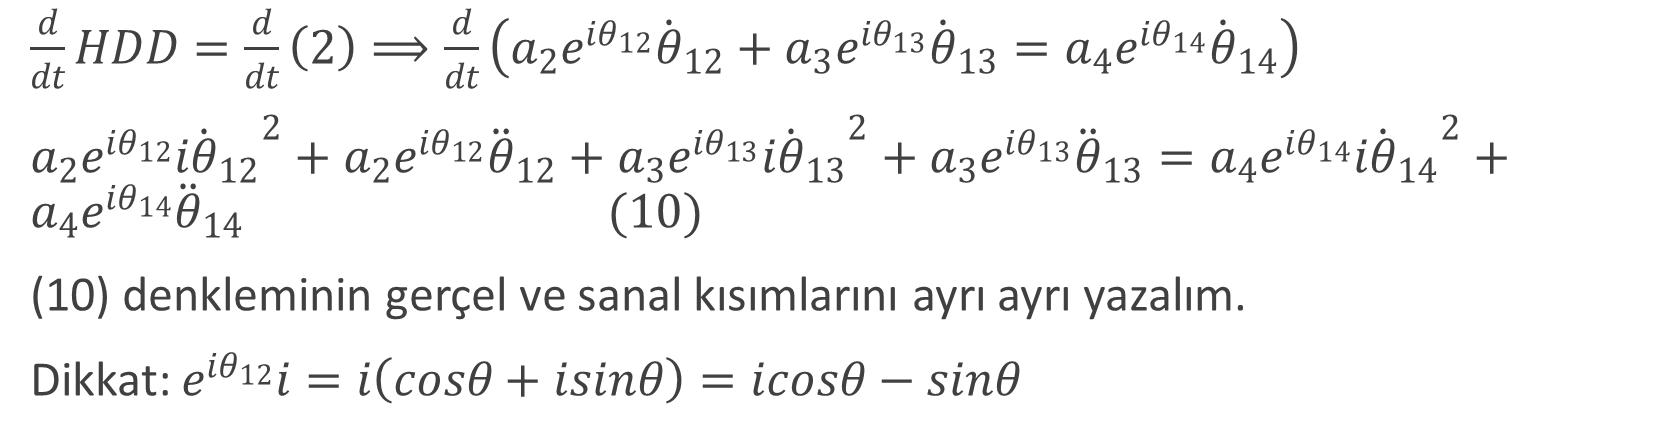 d/dt HDD = d/dt (2) ⟹ d/dt (a₂e^{iθ₁₂}θ̇₁₂ + a₃e^{iθ₁₃}θ̇₁₃ = a₄e^{iθ₁₄}θ̇₁₄)
a₂e^{iθ₁₂}iθ̇₁₂² + a₂e^{iθ₁₂}θ̈₁₂ + a₃e^{iθ₁₃}iθ̇₁₃² + a₃e^{iθ₁₃}θ̈₁₃ = a₄e^{iθ₁₄}iθ̇₁₄² +
a₄e^{iθ₁₄}θ̈₁₄ (10)
(10) denkleminin gerçel ve sanal kısımlarını ayrı ayrı yazalım.
Dikkat: e^{iθ₁₂}i = i(cosθ + isinθ) = icosθ − sinθ